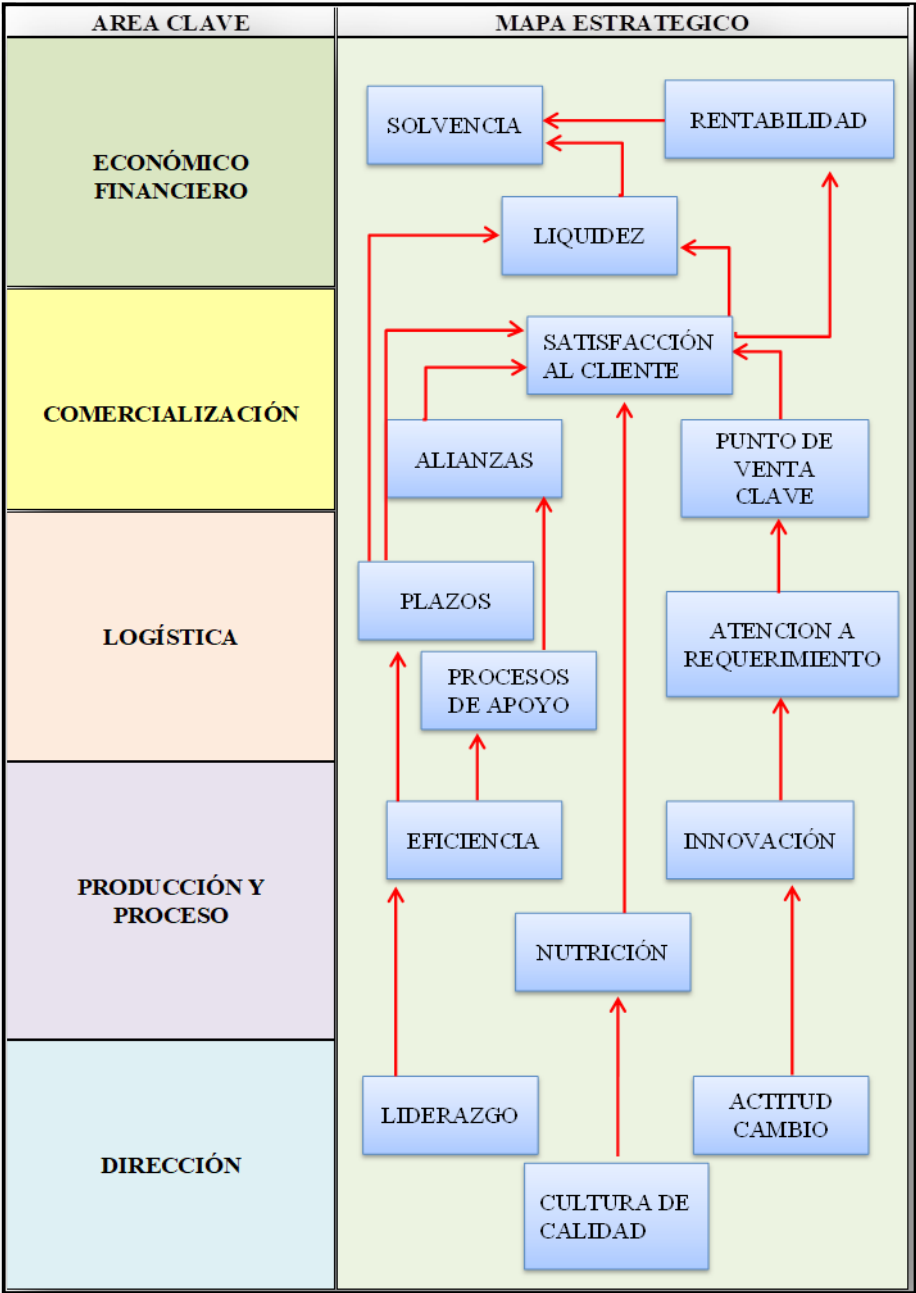 AREA CLAVE
MAPA ESTRATEGICO
ECONÓMICO
FINANCIERO
SOLVENCIA
RENTABILIDAD
LIQUIDEZ
COMERCIALIZACIÓN
SATISFACCIÓN
AL CLIENTE
ALIANZAS
PUNTO DE
VENTA
CLAVE
LOGÍSTICA
PLAZOS
ATENCION A
REQUERIMIENTO
PROCESOS
DE APOYO
PRODUCCIÓN Y
PROCESO
EFICIENCIA
INNOVACIÓN
NUTRICIÓN
DIRECCIÓN
LIDERAZGO
ACTITUD
CAMBIO
CULTURA DE
CALIDAD